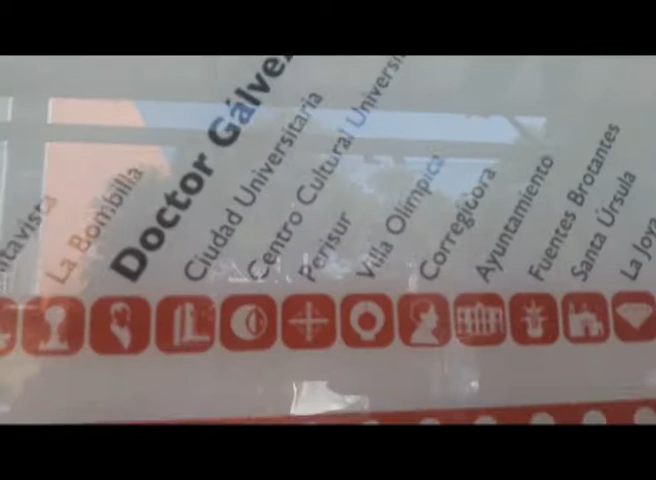 La Bombilla
Doctor Gálvez
Ciudad Universitaria
Centro Cultural
Perisur
Villa Olímpica
Corregidora
Ayuntamiento
Fuentes Brotantes
Santa Úrsula
La Joya